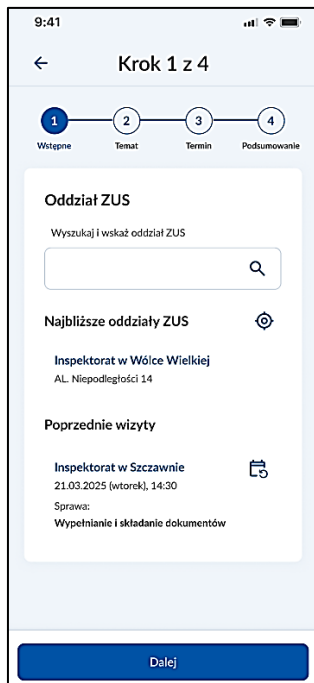 9:41
Krok 1 z 4
1 2 3 4
Wstępne Temat Termin Podsumowanie
Oddział ZUS
Wyszukaj i wskaż oddział ZUS
Najbliższe oddziały ZUS
Inspektorat w Wólce Wielkiej
AL. Niepodległości 14
Poprzednie wizyty
Inspektorat w Szczawnie
21.03.2025 (wtorek), 14:30
Sprawa:
Wypełnianie i składanie dokumentów
Dalej